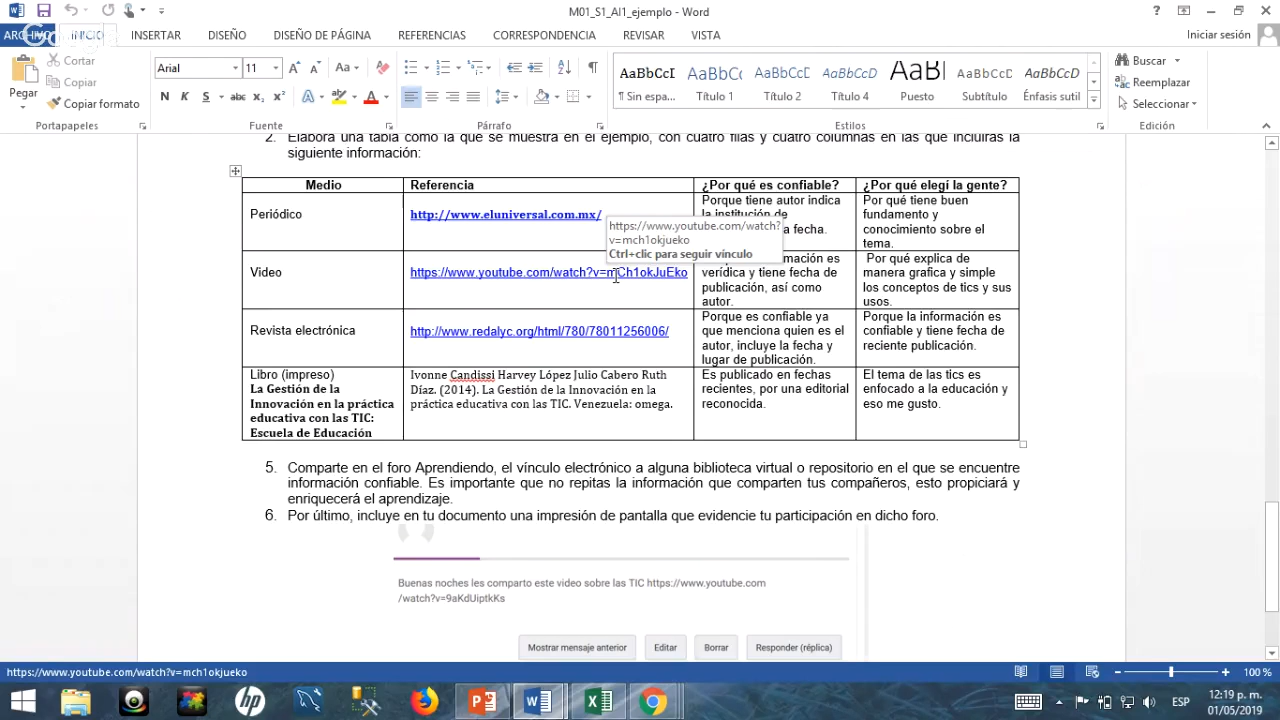 M01_S1_AI1_ejemplo - Word
ARCHIVO INICIO INSERTAR DISEÑO DISEÑO DE PÁGINA REFERENCIAS CORRESPONDENCIA REVISAR VISTA Iniciar sesión
Pegar
Cortar
Copiar
Copiar formato
Portapapeles
Arial 11
N K S abc x₂ x²
Fuente
Párrafo
AaBbCcI AaBbCc AaBbCc AaBbCcI AaBl AaBbCcD AaBbCcD
¶ Sin espa... Título 1 Título 2 Título 4 Puesto Subtítulo Énfasis sutil
Estilos
Buscar
Reemplazar
Seleccionar
Edición
2. Elabora una tabla como la que se muestra en el ejemplo, con cuatro filas y cuatro columnas en las que incluirás la
siguiente información:
Medio Referencia ¿Por qué es confiable? ¿Por qué elegí la gente?
Periódico
http://www.eluniversal.com.mx/
Porque tiene autor indica
la institución de
a fecha.
Por qué tiene buen
fundamento y
conocimiento sobre el
tema.
https://www.youtube.com/watch?
v=mch1okjueko
Ctrl+clic para seguir vínculo
Video
https://www.youtube.com/watch?v=mCh1okJuEko
mación es
verídica y tiene fecha de
publicación, así como
autor.
Por qué explica de
manera grafica y simple
los conceptos de tics y sus
usos.
Revista electrónica
http://www.redalyc.org/html/780/78011256006/
Porque es confiable ya
que menciona quien es el
autor, incluye la fecha y
lugar de publicación.
Porque la información es
confiable y tiene fecha de
reciente publicación.
Libro (impreso)
La Gestión de la
Innovación en la práctica
educativa con las TIC:
Escuela de Educación
Ivonne Candissi Harvey López Julio Cabero Ruth
Díaz. (2014). La Gestión de la Innovación en la
práctica educativa con las TIC. Venezuela: omega.
Es publicado en fechas
recientes, por una editorial
reconocida.
El tema de las tics es
enfocado a la educación y
eso me gusto.
5. Comparte en el foro Aprendiendo, el vínculo electrónico a alguna biblioteca virtual o repositorio en el que se encuentre
información confiable. Es importante que no repitas la información que comparten tus compañeros, esto propiciará y
enriquecerá el aprendizaje.
6. Por último, incluye en tu documento una impresión de pantalla que evidencie tu participación en dicho foro.
Buenas noches les comparto este video sobre las TIC https://www.youtube.com
/watch?v=9aKdUiptkKs
Mostrar mensaje anterior Editar Borrar Responder (réplica)
https://www.youtube.com/watch?v=mch1okjueko
100 %
ESP
12:19 p. m.
01/05/2019